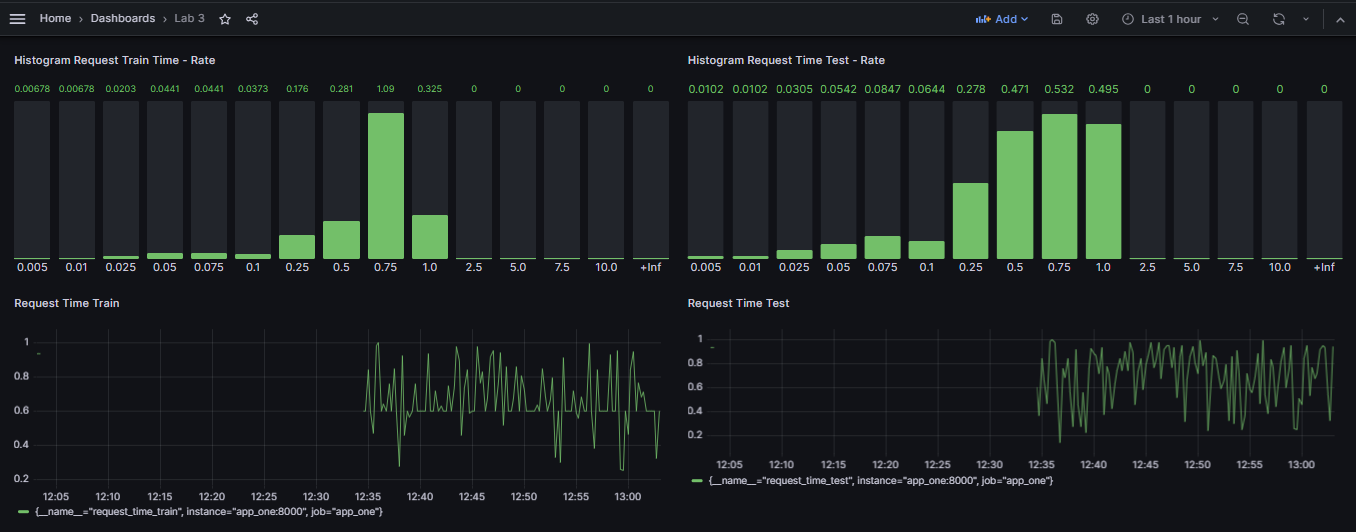 Home › Dashboards › Lab 3
Add
Last 1 hour
Histogram Request Train Time - Rate
0.00678 0.00678 0.0203 0.0441 0.0441 0.0373 0.176 0.281 1.09 0.325 0 0 0 0 0
0.005 0.01 0.025 0.05 0.075 0.1 0.25 0.5 0.75 1.0 2.5 5.0 7.5 10.0 +Inf
Histogram Request Time Test - Rate
0.0102 0.0102 0.0305 0.0542 0.0847 0.0644 0.278 0.471 0.532 0.495 0 0 0 0 0
0.005 0.01 0.025 0.05 0.075 0.1 0.25 0.5 0.75 1.0 2.5 5.0 7.5 10.0 +Inf
Request Time Train
1
0.8
0.6
0.4
0.2
12:05 12:10 12:15 12:20 12:25 12:30 12:35 12:40 12:45 12:50 12:55 13:00
{__name__="request_time_train", instance="app_one:8000", job="app_one"}
Request Time Test
1
0.8
0.6
0.4
0.2
12:05 12:10 12:15 12:20 12:25 12:30 12:35 12:40 12:45 12:50 12:55 13:00
{__name__="request_time_test", instance="app_one:8000", job="app_one"}